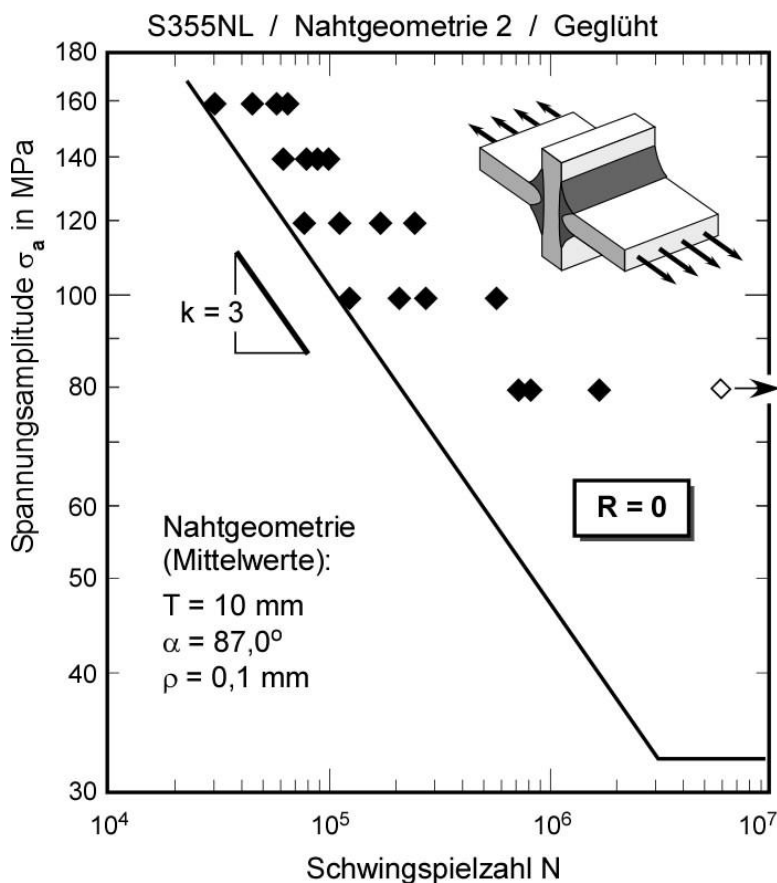 S355NL / Nahtgeometrie 2 / Geglüht
Spannungsamplitude σa in MPa
180
160
140
120
100
80
60
50
40
30
k = 3
R = 0
Nahtgeometrie
(Mittelwerte):
T = 10 mm
α = 87,0°
ρ = 0,1 mm
10⁴ 10⁵ 10⁶ 10⁷
Schwingspielzahl N